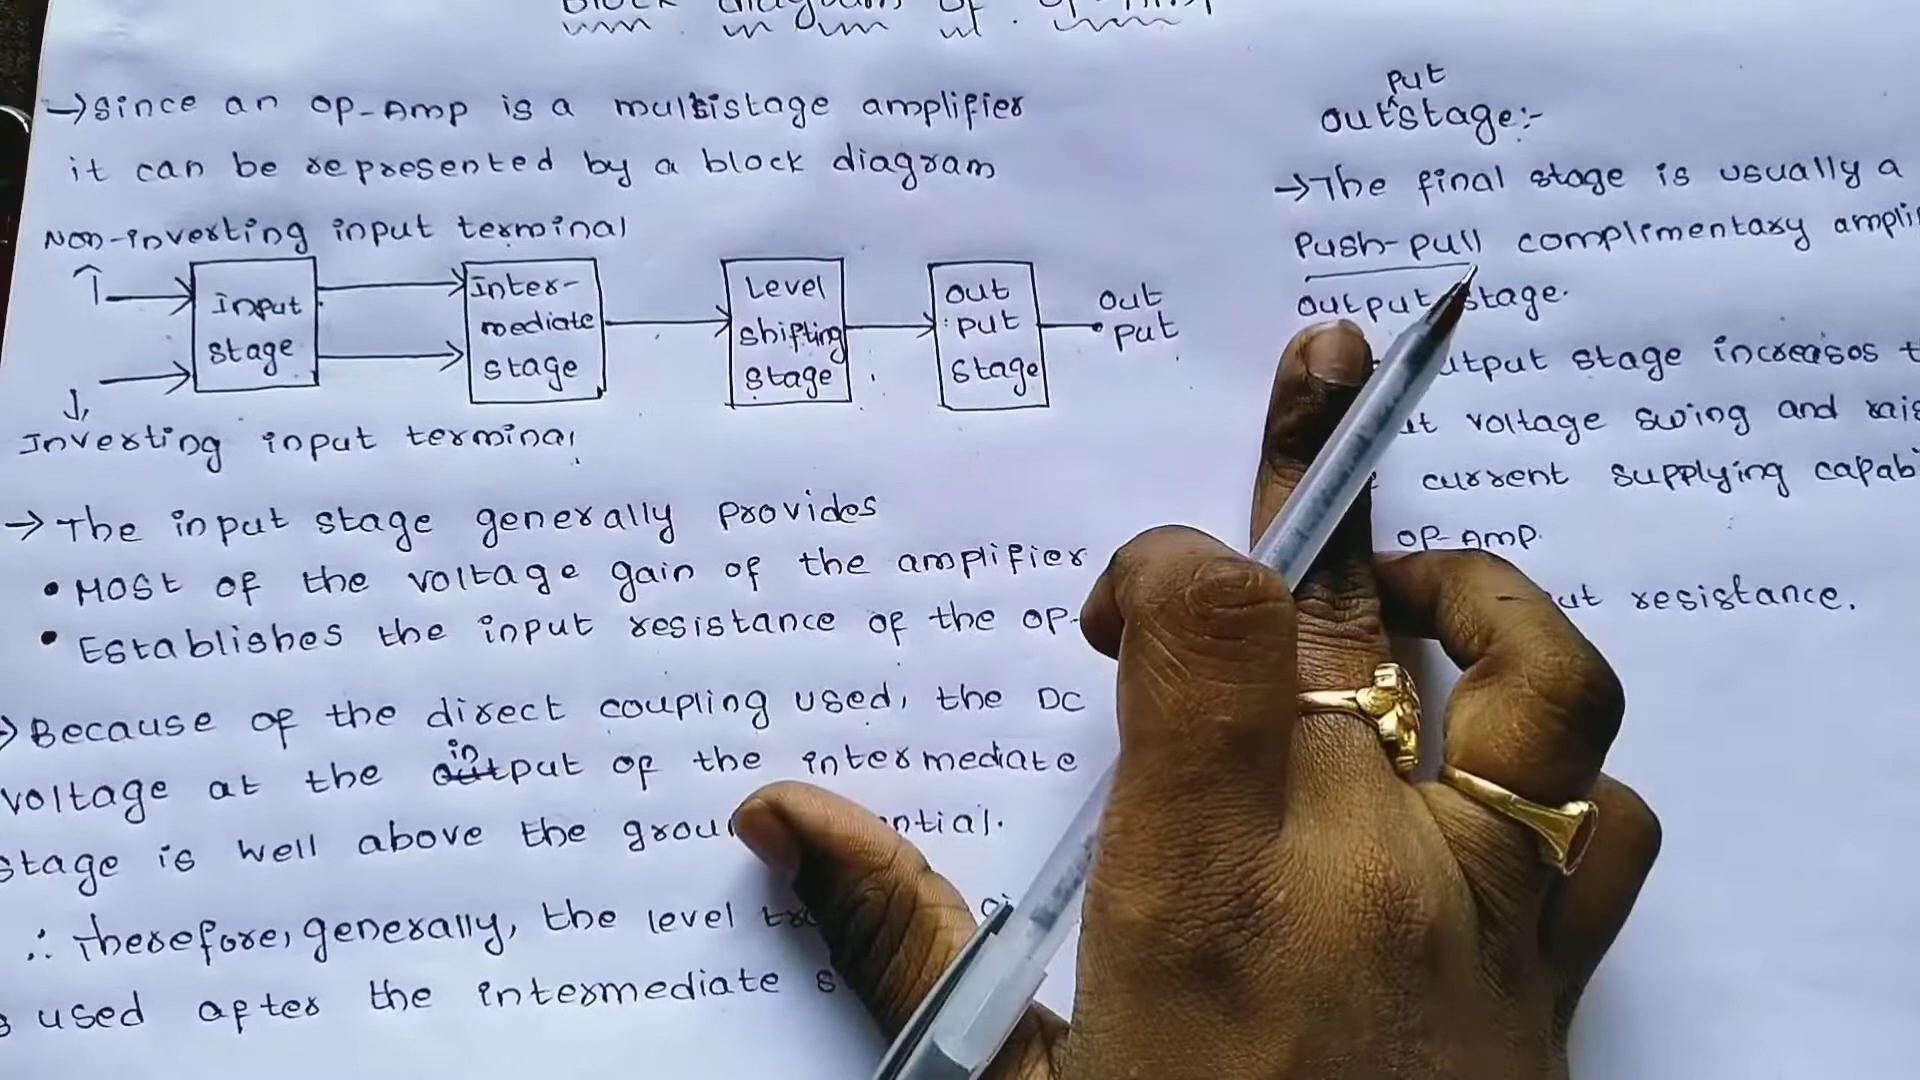 →since an op-Amp is a multistage amplifier
it can be represented by a block diagram
Non-inverting input terminal
Input
stage
Inter-
mediate
stage
Level
shifting
stage
out
put
stage
out
put
Inverting input terminal
→The input stage generally provides
• Most of the voltage gain of the amplifier
• Establishes the input resistance of the op-
→Because of the direct coupling used, the DC
voltage at the input of the intermediate
stage is well above the
∴ Therefore, generally, the level
used after the intermediate
output stage:-
→The final stage is usually a
Push-pull complimentary
output stage.
stage increases
voltage swing and
current supplying
op-Amp.
resistance.